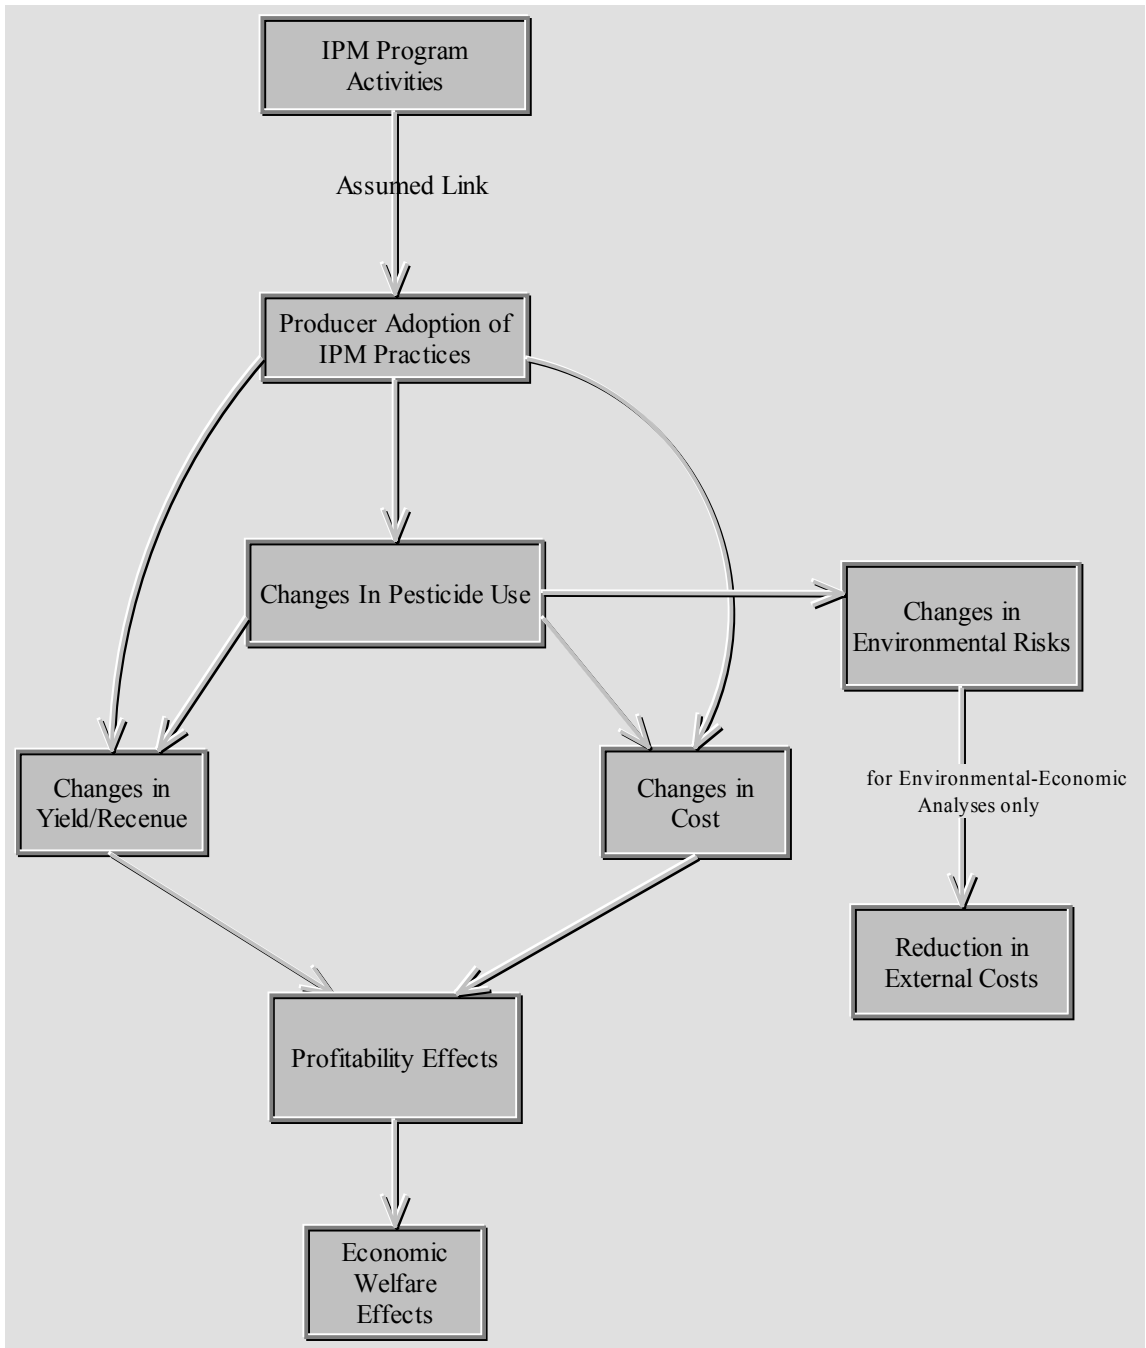 IPM Program
Activities
Assumed Link
Producer Adoption of
IPM Practices
Changes In Pesticide Use
Changes in
Environmental Risks
Changes in
Yield/Recenue
Changes in
Cost
for Environmental-Economic
Analyses only
Reduction in
External Costs
Profitability Effects
Economic
Welfare
Effects